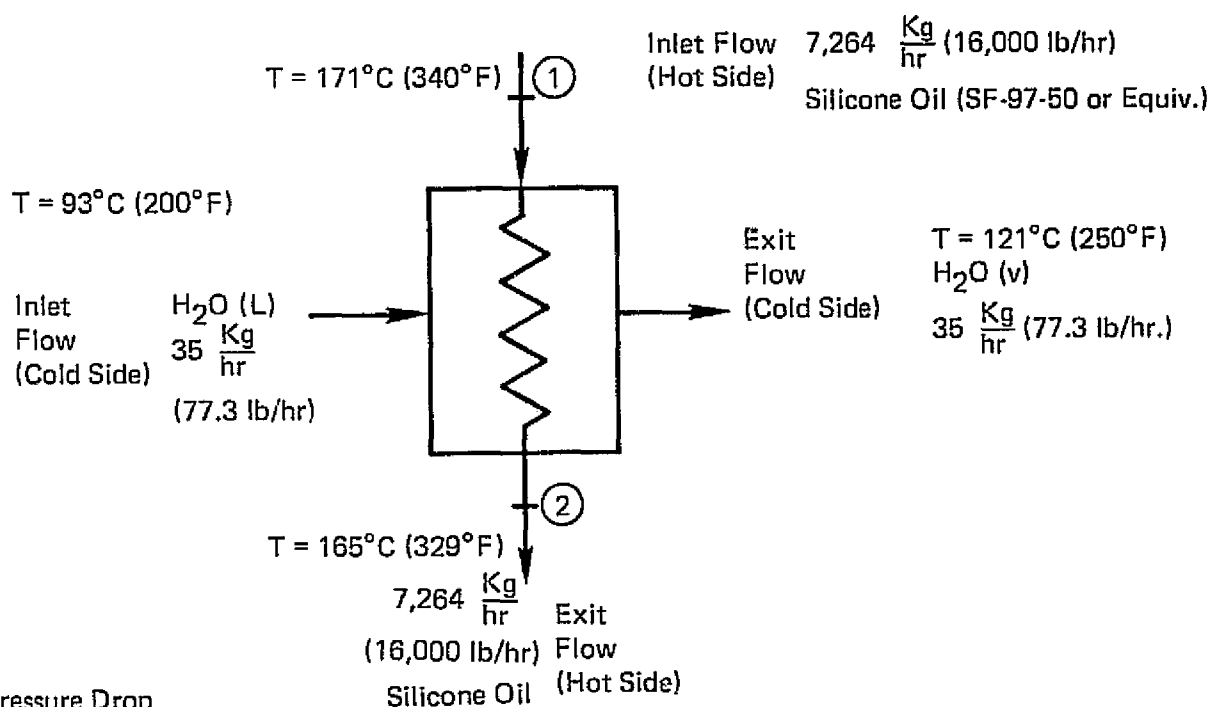 Inlet Flow 7,264 Kg/hr (16,000 lb/hr)
(Hot Side)
Silicone Oil (SF-97-50 or Equiv.)
T = 171°C (340°F) 1
T = 93°C (200°F)
Inlet H2O (L)
Flow 35 Kg/hr
(Cold Side)
(77.3 lb/hr)
Exit T = 121°C (250°F)
Flow H2O (v)
(Cold Side) 35 Kg/hr (77.3 lb/hr.)
2
T = 165°C (329°F)
7,264 Kg/hr Exit
(16,000 lb/hr) Flow
Silicone Oil (Hot Side)
ressure Drop